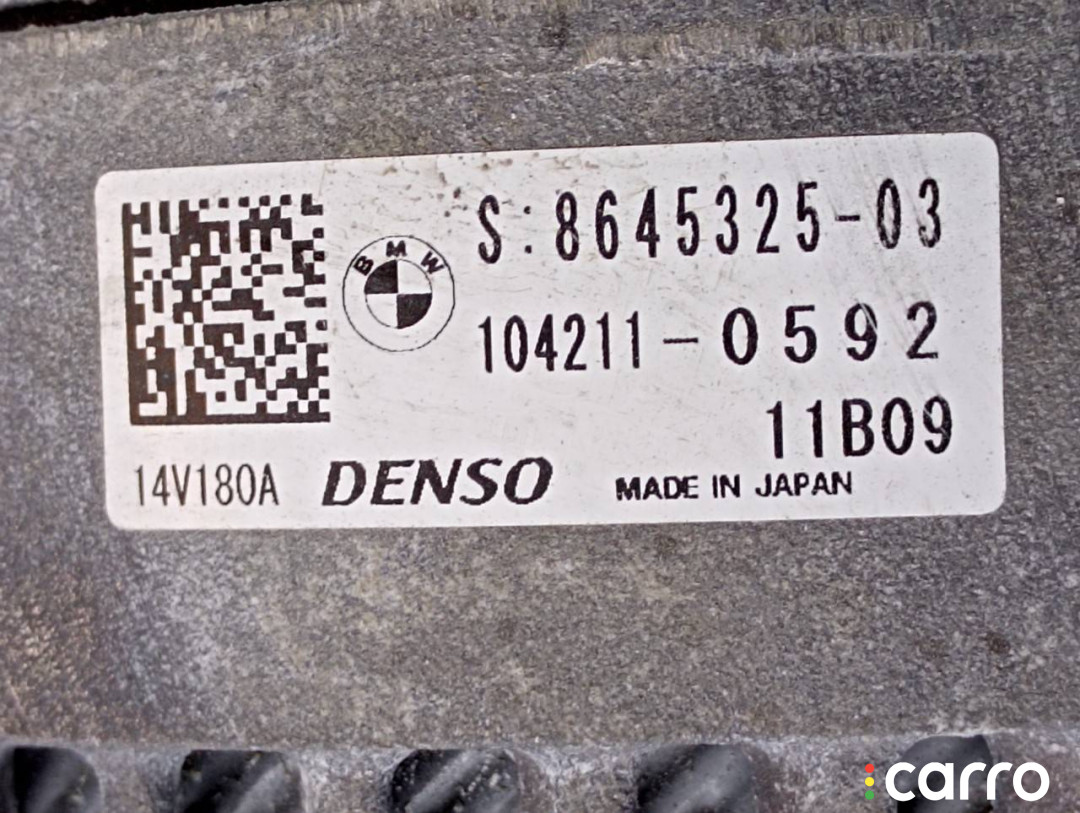 S:8645325-03
BMW
104211-0592
11B09
14V180A DENSO MADE IN JAPAN
carro